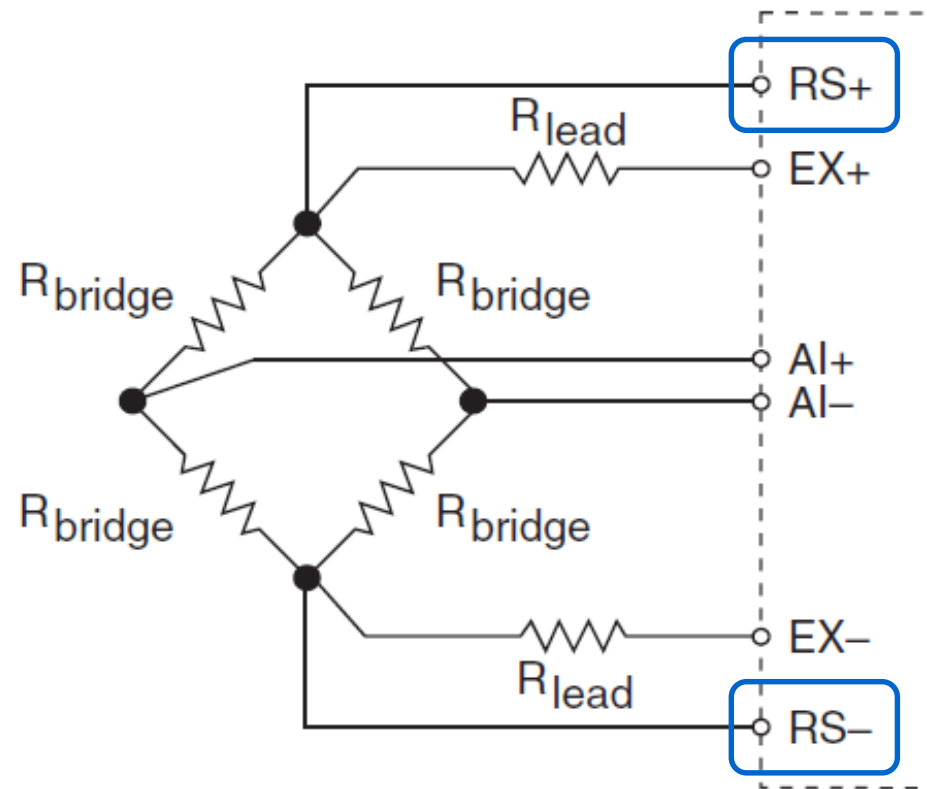 RS+
Rlead
EX+
Rbridge
Rbridge
AI+
AI–
Rbridge
Rbridge
EX–
Rlead
RS–